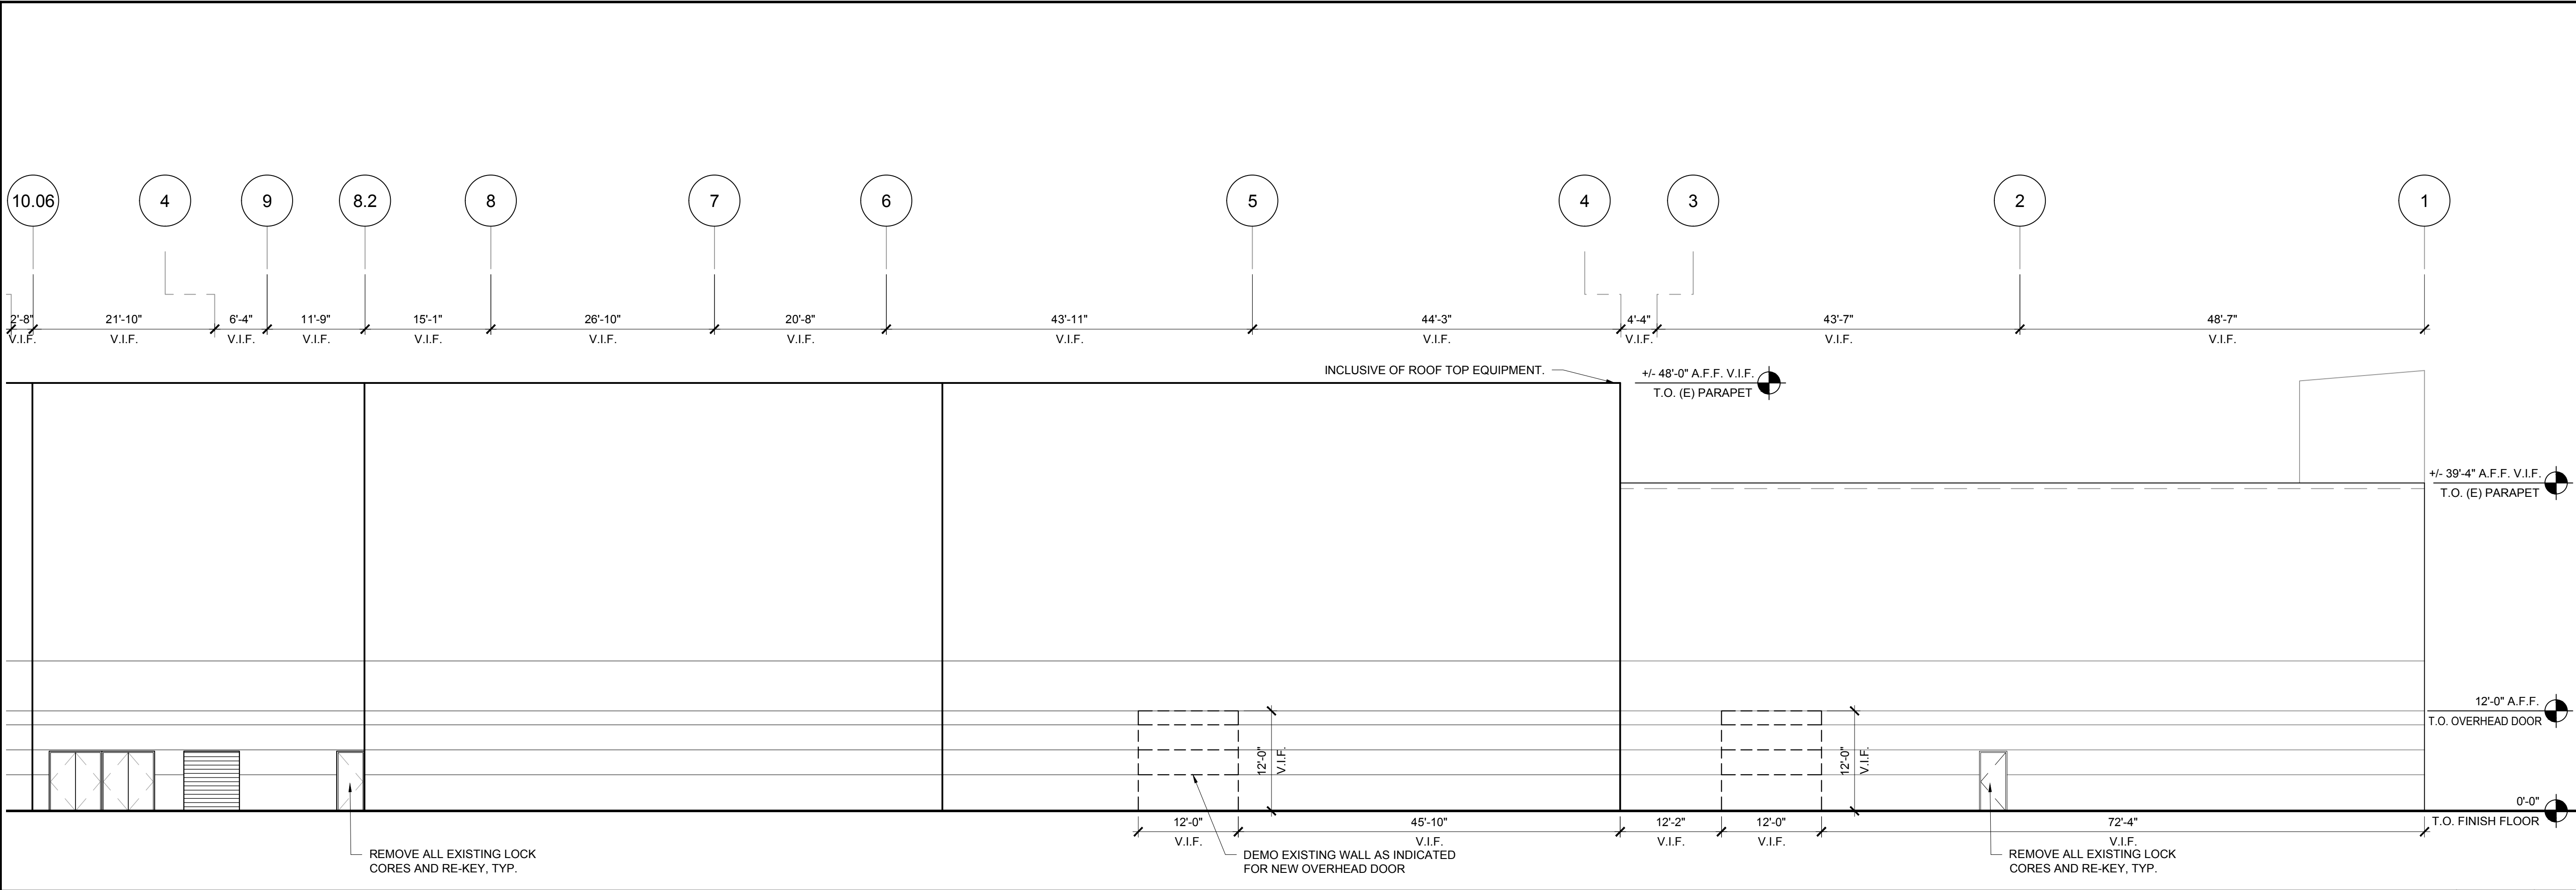 10.06
4
9
8.2
8
7
6
5
4
3
2
1
2'-8"
V.I.F.
21'-10"
V.I.F.
6'-4"
V.I.F.
11'-9"
V.I.F.
15'-1"
V.I.F.
26'-10"
V.I.F.
20'-8"
V.I.F.
43'-11"
V.I.F.
44'-3"
V.I.F.
4'-4"
V.I.F.
43'-7"
V.I.F.
48'-7"
V.I.F.
INCLUSIVE OF ROOF TOP EQUIPMENT.
+/- 48'-0" A.F.F. V.I.F.
T.O. (E) PARAPET
+/- 39'-4" A.F.F. V.I.F.
T.O. (E) PARAPET
12'-0" A.F.F.
T.O. OVERHEAD DOOR
12'-0"
V.I.F.
12'-0"
V.I.F.
0'-0"
T.O. FINISH FLOOR
12'-0"
V.I.F.
45'-10"
V.I.F.
12'-2"
V.I.F.
12'-0"
V.I.F.
72'-4"
V.I.F.
REMOVE ALL EXISTING LOCK
CORES AND RE-KEY, TYP.
DEMO EXISTING WALL AS INDICATED
FOR NEW OVERHEAD DOOR
REMOVE ALL EXISTING LOCK
CORES AND RE-KEY, TYP.